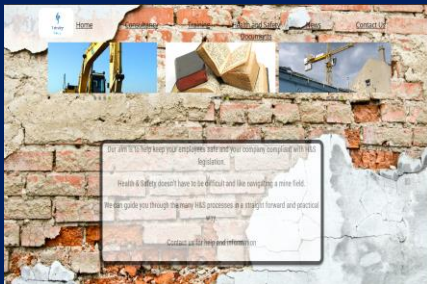 Home Consultancy Training Health and Safety News Contact Us
Documents
Our aim is to help keep your employees safe and your company compliant with H&S
legislation.
Health & Safety doesn't have to be difficult and like navigating a mine field.
We can guide you through the many H&S processes in a straight forward and practical
way.
Contact us for help and information